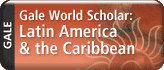 GALE
Gale World Scholar:
Latin America
& the Caribbean